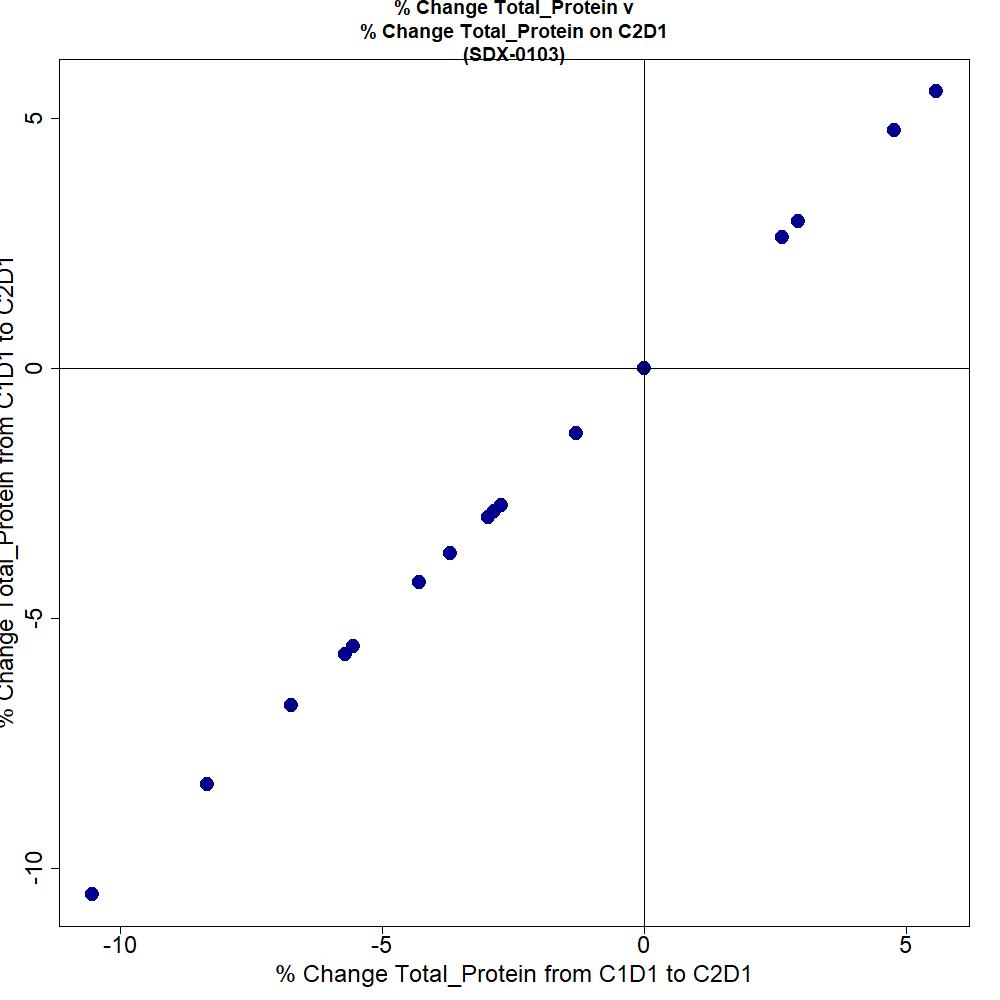 % Change Total_Protein v
% Change Total_Protein on C2D1
(SDX-0103)
% Change Total_Protein from C1D1 to C2D1
5
0
-5
-10
-10
-5
0
5
% Change Total_Protein from C1D1 to C2D1